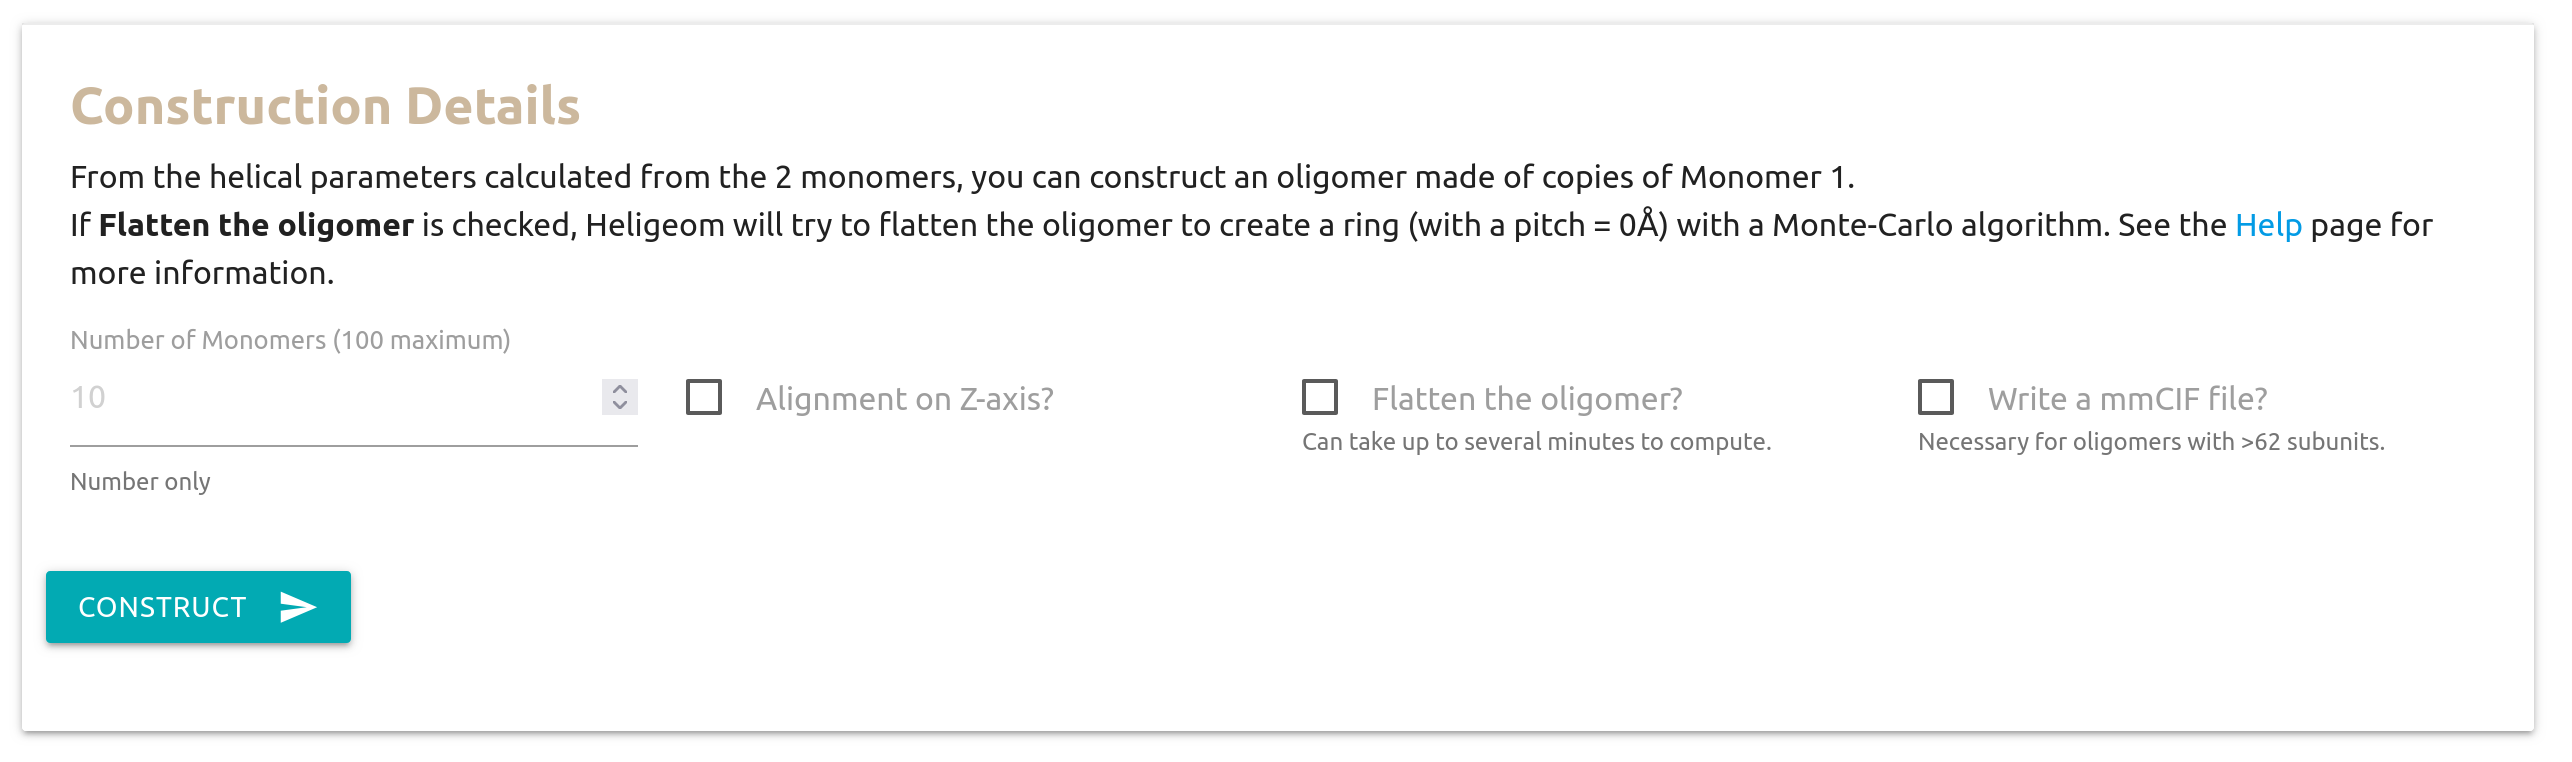 Construction Details
From the helical parameters calculated from the 2 monomers, you can construct an oligomer made of copies of Monomer 1.
If Flatten the oligomer is checked, Heligeom will try to flatten the oligomer to create a ring (with a pitch = 0Å) with a Monte-Carlo algorithm. See the Help page for
more information.
Number of Monomers (100 maximum)
10
Number only
Alignment on Z-axis?
Flatten the oligomer?
Can take up to several minutes to compute.
Write a mmCIF file?
Necessary for oligomers with >62 subunits.
CONSTRUCT